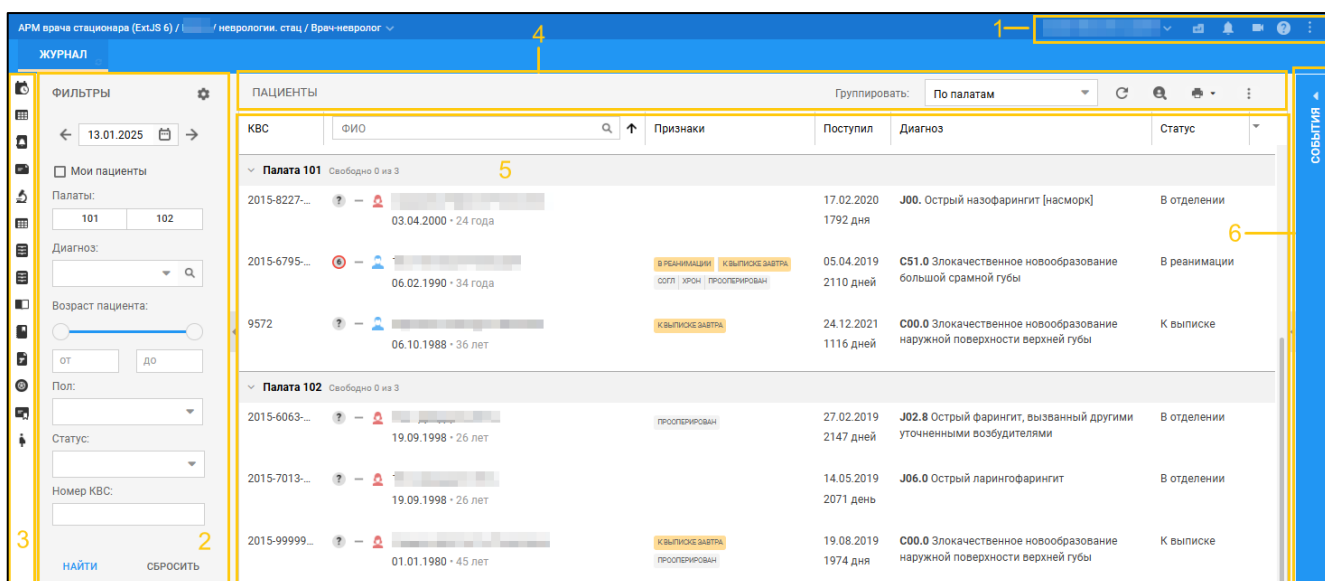 АРМ врача стационара (ExtJS 6) / / неврологии. стац / Врач-невролог
1
4
ЖУРНАЛ
ФИЛЬТРЫ
13.01.2025
Мои пациенты
Палаты:
101 102
Диагноз:
Возраст пациента:
от до
Пол:
Статус:
Номер КВС:
3
2
НАЙТИ СБРОСИТЬ
ПАЦИЕНТЫ Группировать: По палатам
КВС ФИО Признаки Поступил Диагноз Статус
Палата 101 Свободно 0 из 3
5
2015-8227-... ? 17.02.2020 J00. Острый назофарингит [насморк] В отделении
03.04.2000 • 24 года 1792 дня
2015-6795-... 6 В РЕАНИМАЦИИ К ВЫПИСКЕ ЗАВТРА 05.04.2019 C51.0 Злокачественное новообразование В реанимации
06.02.1990 • 34 года СОГЛ ХРОН ПРООПЕРИРОВАН 2110 дней большой срамной губы
9572 ? К ВЫПИСКЕ ЗАВТРА 24.12.2021 C00.0 Злокачественное новообразование К выписке
06.10.1988 • 36 лет 1116 дней наружной поверхности верхней губы
Палата 102 Свободно 0 из 3
2015-6063-... ? ПРООПЕРИРОВАН 27.02.2019 J02.8 Острый фарингит, вызванный другими В отделении
19.09.1998 • 26 лет 2147 дней уточненными возбудителями
2015-7013-... ? 14.05.2019 J06.0 Острый ларингофарингит В отделении
19.09.1998 • 26 лет 2071 день
2015-99999... ? К ВЫПИСКЕ ЗАВТРА 19.08.2019 C00.0 Злокачественное новообразование К выписке
01.01.1980 • 45 лет ПРООПЕРИРОВАН 1974 дня наружной поверхности верхней губы
СОБЫТИЯ
6